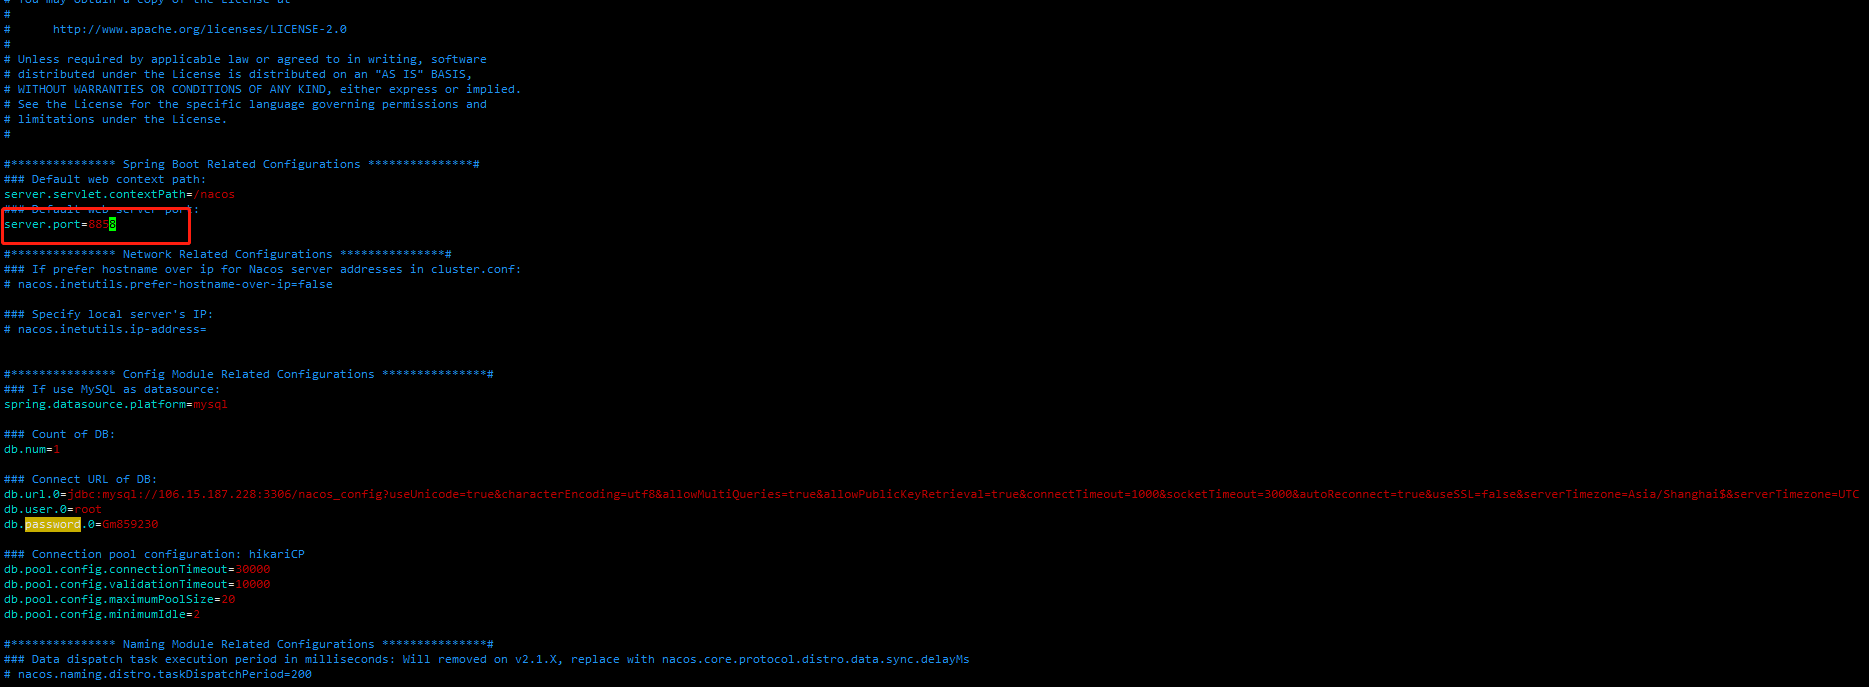 # You may obtain a copy of the License at
#
#      http://www.apache.org/licenses/LICENSE-2.0
#
# Unless required by applicable law or agreed to in writing, software
# distributed under the License is distributed on an "AS IS" BASIS,
# WITHOUT WARRANTIES OR CONDITIONS OF ANY KIND, either express or implied.
# See the License for the specific language governing permissions and
# limitations under the License.
#
#*************** Spring Boot Related Configurations ***************#
### Default web context path:
server.servlet.contextPath=/nacos
### Default web server port:
server.port=8858
#*************** Network Related Configurations ***************#
### If prefer hostname over ip for Nacos server addresses in cluster.conf:
# nacos.inetutils.prefer-hostname-over-ip=false
### Specify local server's IP:
# nacos.inetutils.ip-address=
#*************** Config Module Related Configurations ***************#
### If use MySQL as datasource:
spring.datasource.platform=mysql
### Count of DB:
db.num=1
### Connect URL of DB:
db.url.0=jdbc:mysql://106.15.187.228:3306/nacos_config?useUnicode=true&characterEncoding=utf8&allowMultiQueries=true&allowPublicKeyRetrieval=true&connectTimeout=1000&socketTimeout=3000&autoReconnect=true&useSSL=false&serverTimezone=Asia/Shanghai$&serverTimezone=UTC
db.user.0=root
db.password.0=Gm859230
### Connection pool configuration: hikariCP
db.pool.config.connectionTimeout=30000
db.pool.config.validationTimeout=10000
db.pool.config.maximumPoolSize=20
db.pool.config.minimumIdle=2
#*************** Naming Module Related Configurations ***************#
### Data dispatch task execution period in milliseconds: Will removed on v2.1.X, replace with nacos.core.protocol.distro.data.sync.delayMs
# nacos.naming.distro.taskDispatchPeriod=200